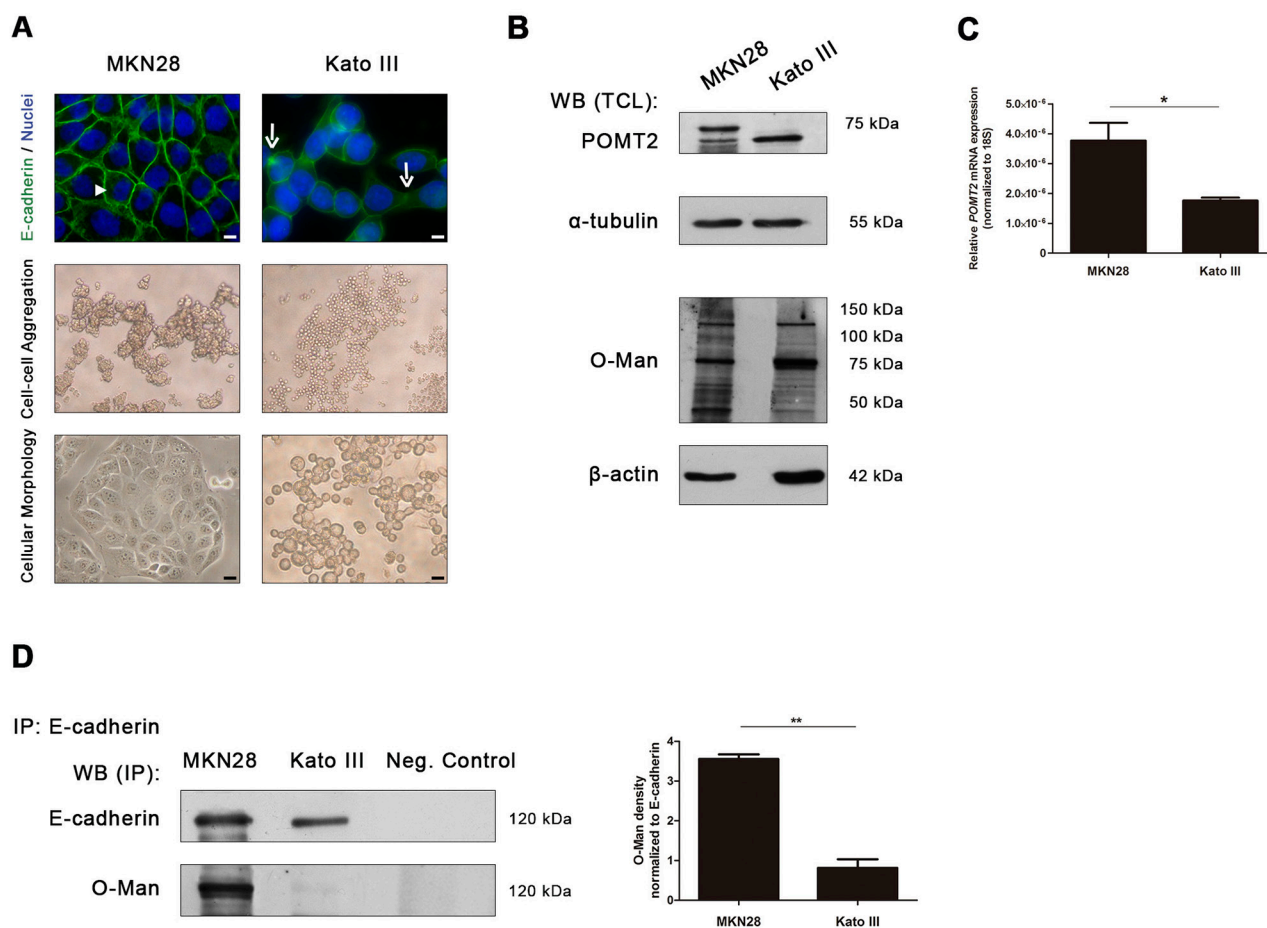 A
MKN28
Kato III
E-cadherin / Nuclei
Cell-cell Aggregation
Cellular Morphology
B
MKN28
Kato III
WB (TCL):
POMT2
75 kDa
α-tubulin
55 kDa
O-Man
150 kDa
100 kDa
75 kDa
50 kDa
β-actin
42 kDa
C
*
Relative POMT2 mRNA expression
(normalized to 18S)
5.0×10⁻⁶
4.0×10⁻⁶
3.0×10⁻⁶
2.0×10⁻⁶
1.0×10⁻⁶
0
MKN28
Kato III
D
IP: E-cadherin
WB (IP):
MKN28
Kato III
Neg. Control
E-cadherin
120 kDa
O-Man
120 kDa
**
O-Man density
normalized to E-cadherin
4
3
2
1
0
MKN28
Kato III